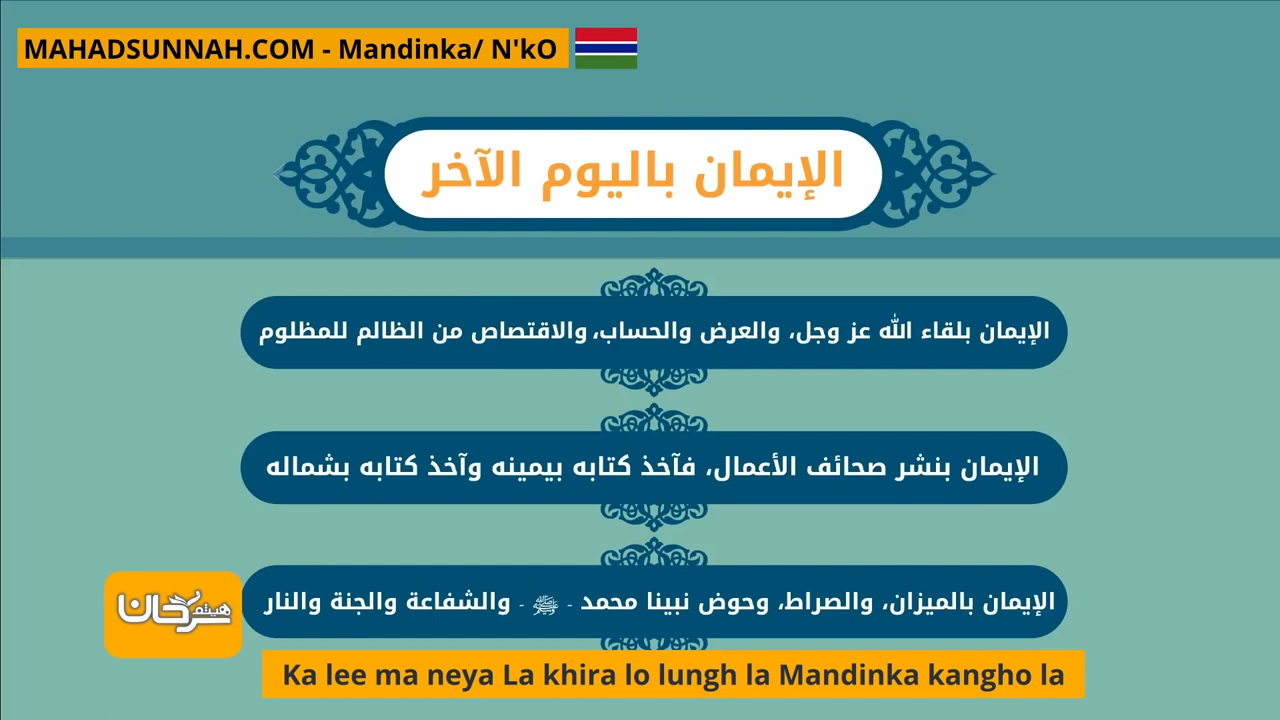 MAHADSUNNAH.COM - Mandinka/ N'kO
الإيمان باليوم الآخر
الإيمان بلقاء الله عز وجل، والعرض والحساب، والاقتصاص من الظالم للمظلوم
الإيمان بنشر صحائف الأعمال، فآخذ كتابه بيمينه وآخذ كتابه بشماله
الإيمان بالميزان، والصراط، وحوض نبينا محمد - ﷺ - والشفاعة والجنة والنار
هيثم سرحان
Ka lee ma neya La khira lo lungh la Mandinka kangho la